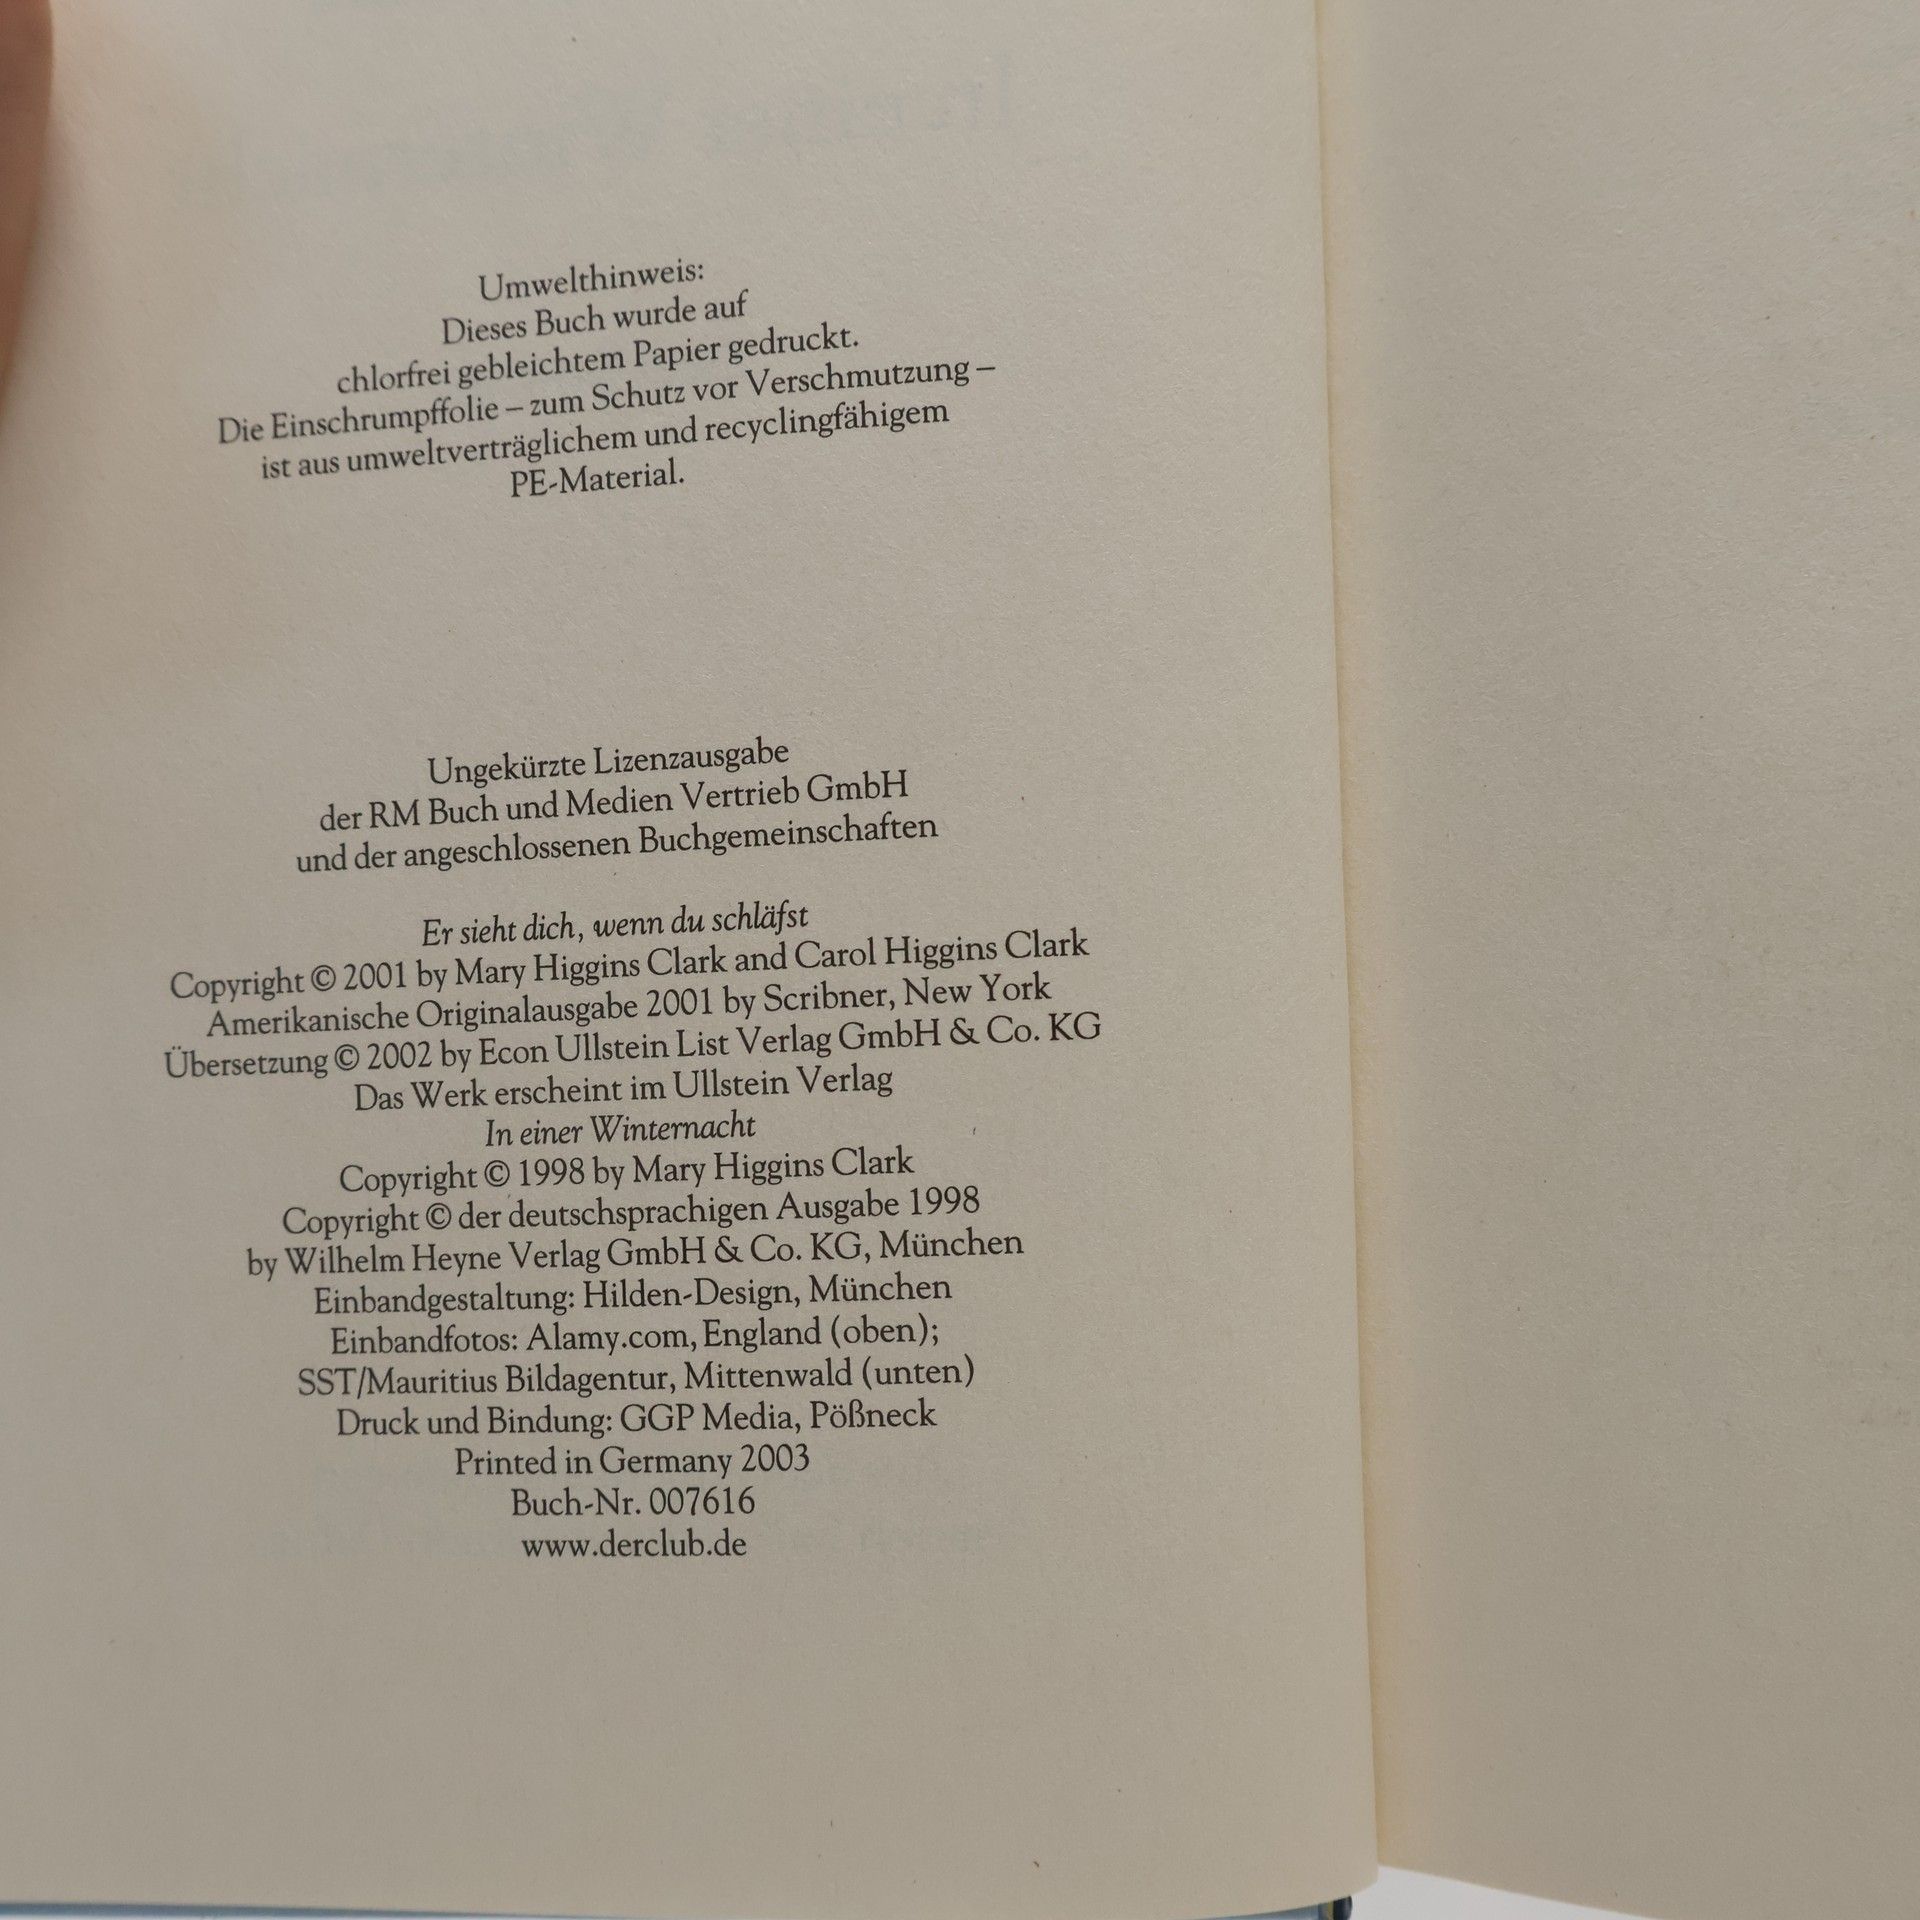 Umwelthinweis:
Dieses Buch wurde auf
chlorfrei gebleichtem Papier gedruckt.
Die Einschrumpffolie – zum Schutz vor Verschmutzung –
ist aus umweltverträglichem und recyclingfähigem
PE-Material.
Ungekürzte Lizenzausgabe
der RM Buch und Medien Vertrieb GmbH
und der angeschlossenen Buchgemeinschaften
Er sieht dich, wenn du schläfst
Copyright © 2001 by Mary Higgins Clark and Carol Higgins Clark
Amerikanische Originalausgabe 2001 by Scribner, New York
Übersetzung © 2002 by Econ Ullstein List Verlag GmbH & Co. KG
Das Werk erscheint im Ullstein Verlag
In einer Winternacht
Copyright © 1998 by Mary Higgins Clark
Copyright © der deutschsprachigen Ausgabe 1998
by Wilhelm Heyne Verlag GmbH & Co. KG, München
Einbandgestaltung: Hilden-Design, München
Einbandfotos: Alamy.com, England (oben);
SST/Mauritius Bildagentur, Mittenwald (unten)
Druck und Bindung: GGP Media, Pößneck
Printed in Germany 2003
Buch-Nr. 007616
www.derclub.de